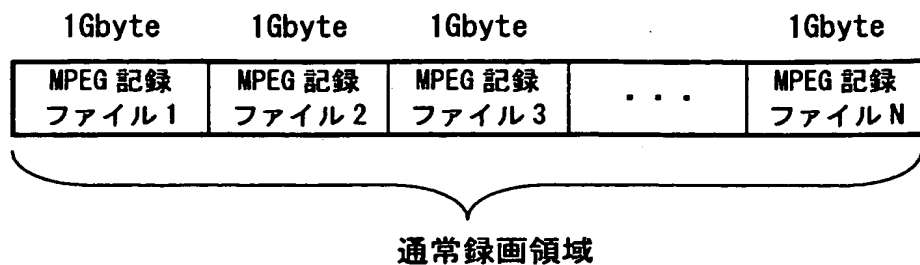 1Gbyte 1Gbyte 1Gbyte 1Gbyte
MPEG 記録 MPEG 記録 MPEG 記録 MPEG 記録
ファイル 1 ファイル 2 ファイル 3 ・・・ ファイル N
通常録画領域